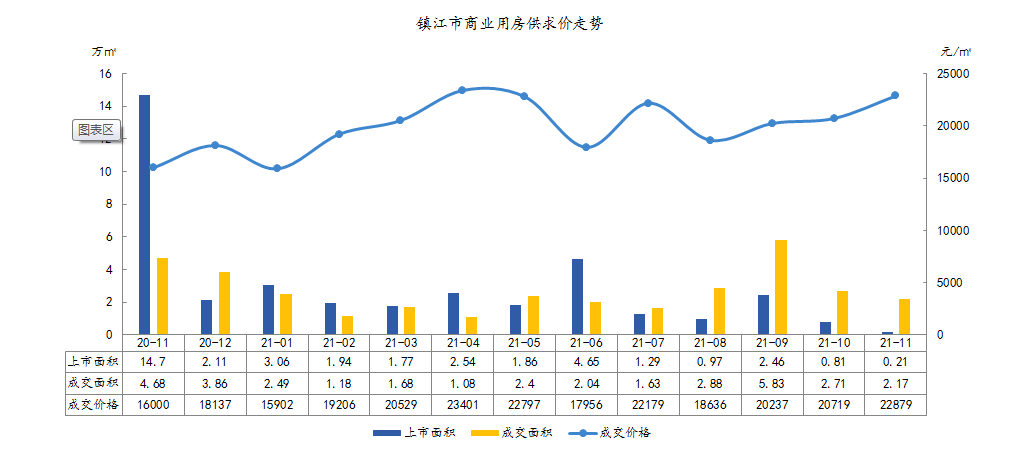 镇江市商业用房供求价走势
万㎡ 元/㎡
16 25000
14
图表区
20000
12
10 15000
8
6 10000
4 5000
2
0 0
20-11 20-12 21-01 21-02 21-03 21-04 21-05 21-06 21-07 21-08 21-09 21-10 21-11
上市面积 14.7 2.11 3.06 1.94 1.77 2.54 1.86 4.65 1.29 0.97 2.46 0.81 0.21
成交面积 4.68 3.86 2.49 1.18 1.68 1.08 2.4 2.04 1.63 2.88 5.83 2.71 2.17
成交价格 16000 18137 15902 19206 20529 23401 22797 17956 22179 18636 20237 20719 22879
上市面积 成交面积 成交价格